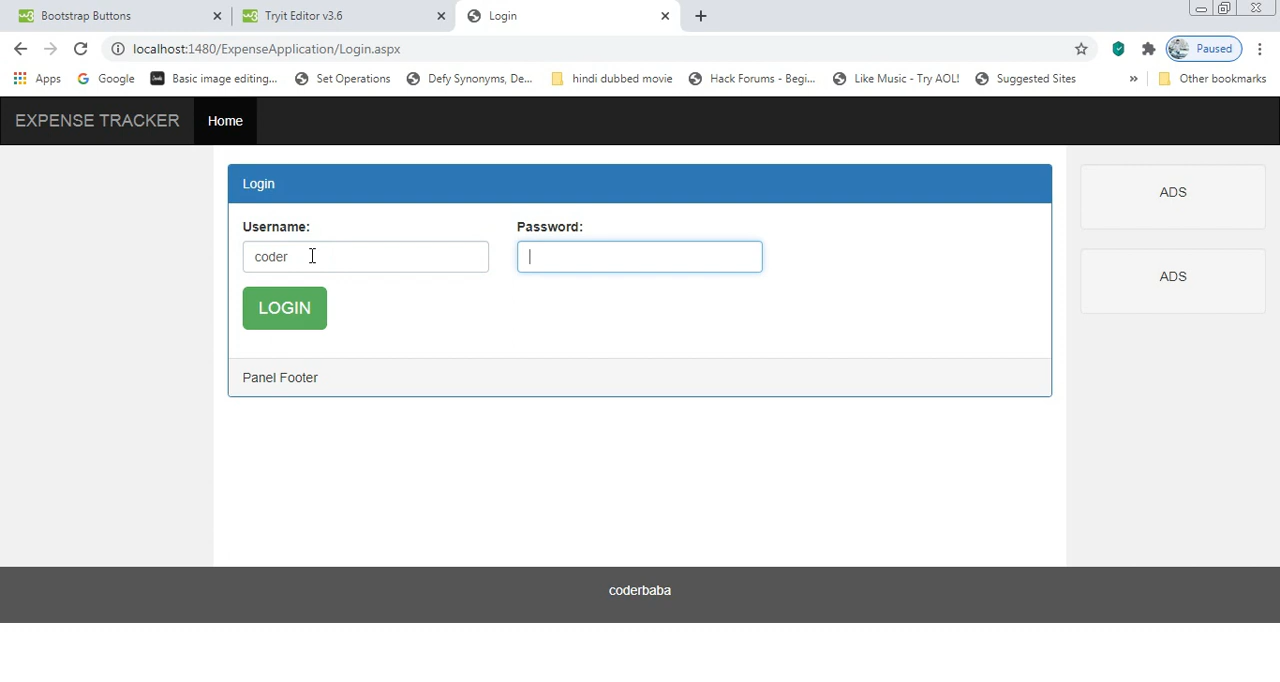 Bootstrap Buttons
Tryit Editor v3.6
Login
localhost:1480/ExpenseApplication/Login.aspx
Paused
Apps
Google
Basic image editing...
Set Operations
Defy Synonyms, De...
hindi dubbed movie
Hack Forums - Begi...
Like Music - Try AOL!
Suggested Sites
»
Other bookmarks
EXPENSE TRACKER
Home
Login
ADS
Username:
Password:
coder
ADS
LOGIN
Panel Footer
coderbaba